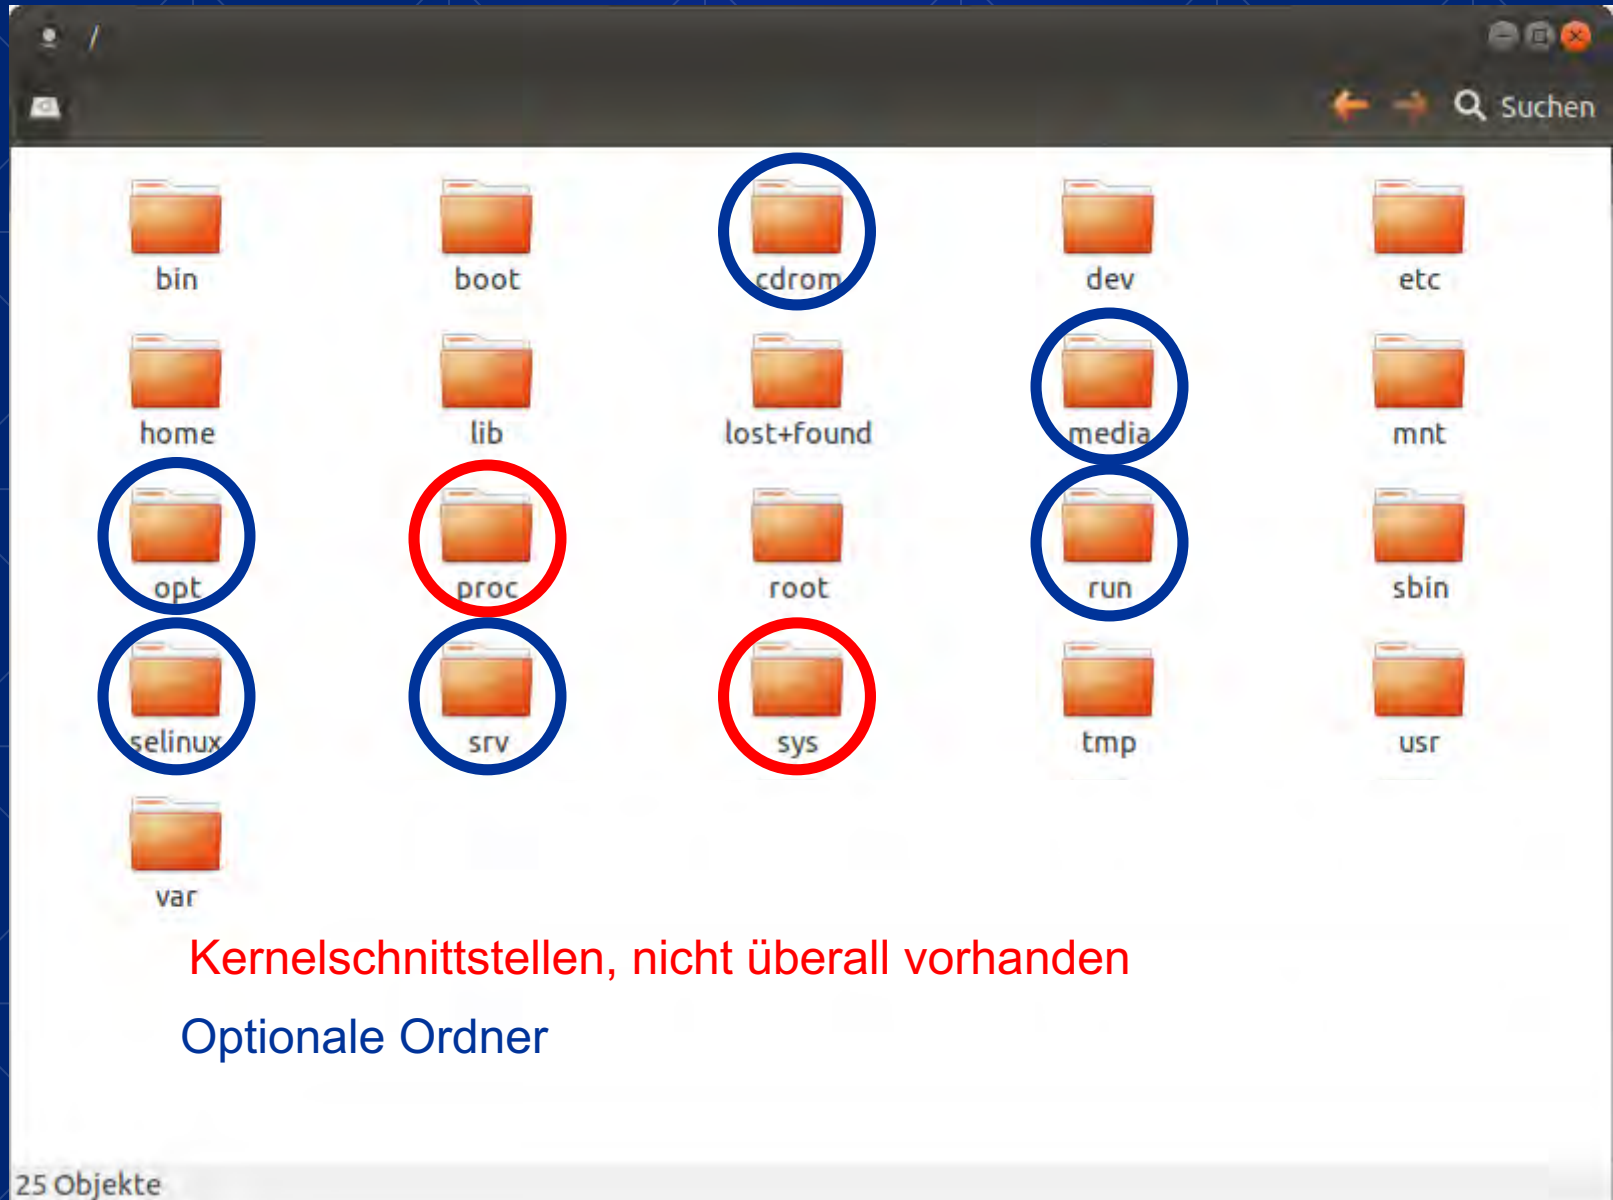 /
Suchen
bin boot cdrom dev etc
home lib lost+found media mnt
opt proc root run sbin
selinux srv sys tmp usr
var
Kernelschnittstellen, nicht überall vorhanden
Optionale Ordner
25 Objekte